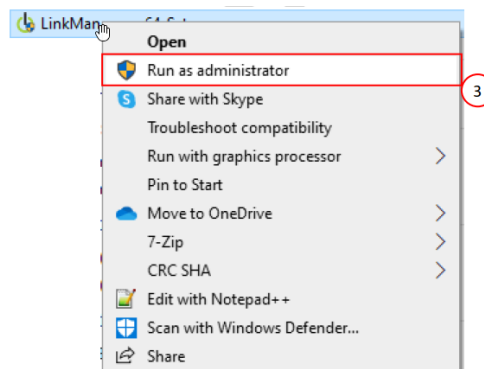 LinkMan
Open
Run as administrator
3
Share with Skype
Troubleshoot compatibility
Run with graphics processor
Pin to Start
Move to OneDrive
7-Zip
CRC SHA
Edit with Notepad++
Scan with Windows Defender...
Share